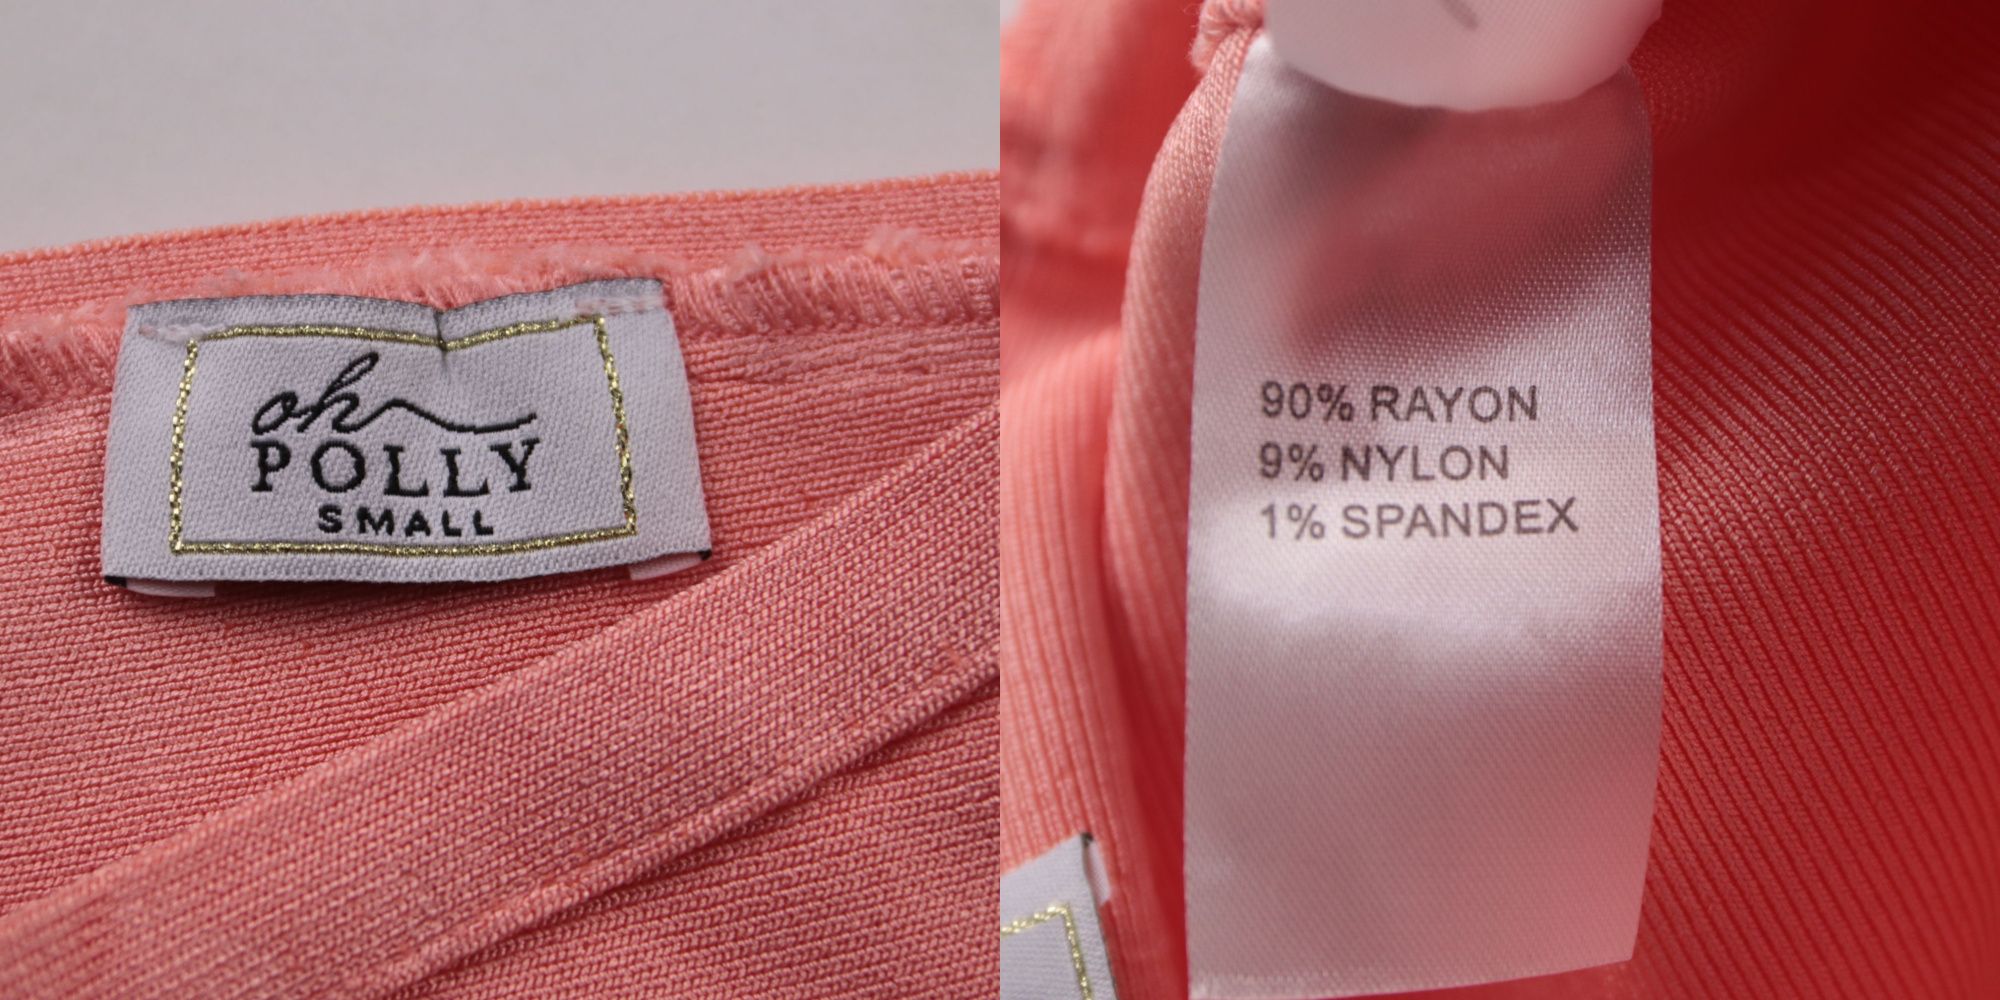 oh
POLLY
SMALL
90% RAYON
9% NYLON
1% SPANDEX